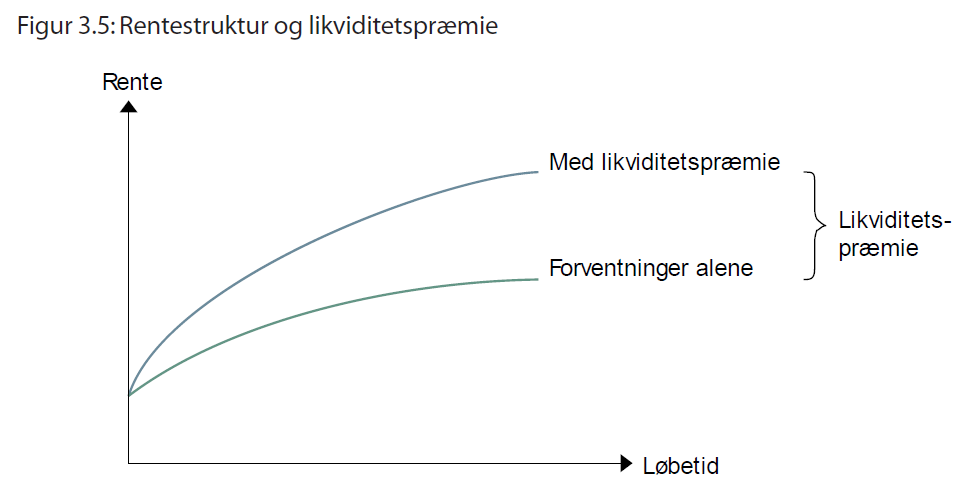 Figur 3.5: Rentestruktur og likviditetspræmie
Rente
Med likviditetspræmie
Likviditets-
præmie
Forventninger alene
Løbetid